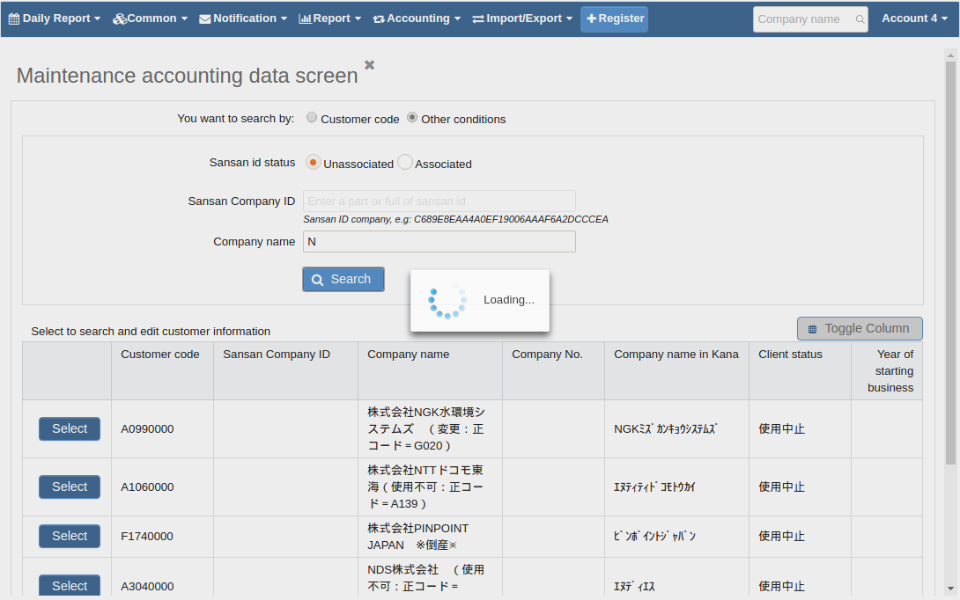 Daily Report Common Notification Report Accounting Import/Export Register Company name Account 4
Maintenance accounting data screen
You want to search by: Customer code Other conditions
Sansan id status Unassociated Associated
Sansan Company ID Enter a part or full of sansan id
Sansan ID company, e.g: C689E8EAA4A0EF19006AAAF6A2DCCCEA
Company name N
Search
Loading...
Select to search and edit customer information
Toggle Column
Customer code Sansan Company ID Company name Company No. Company name in Kana Client status Year of
starting
business
株式会社NGK水環境シ
Select A0990000 ステムズ （変更：正 NGKﾐｽﾞｶﾝｷｮｳｼｽﾃﾑｽﾞ 使用中止
コード＝G020）
株式会社NTTドコモ東
Select A1060000 海（使用不可：正コー ｴﾇﾃｨﾃｨﾄﾞｺﾓﾄｳｶｲ 使用中止
ド＝A139）
株式会社PINPOINT
Select F1740000 JAPAN ※倒産※ ﾋﾟﾝﾎﾟｲﾝﾄｼﾞｬﾊﾟﾝ 使用中止
NDS株式会社 （使用
Select A3040000 不可：正コード＝ ｴﾇﾃﾞｨｴｽ 使用中止